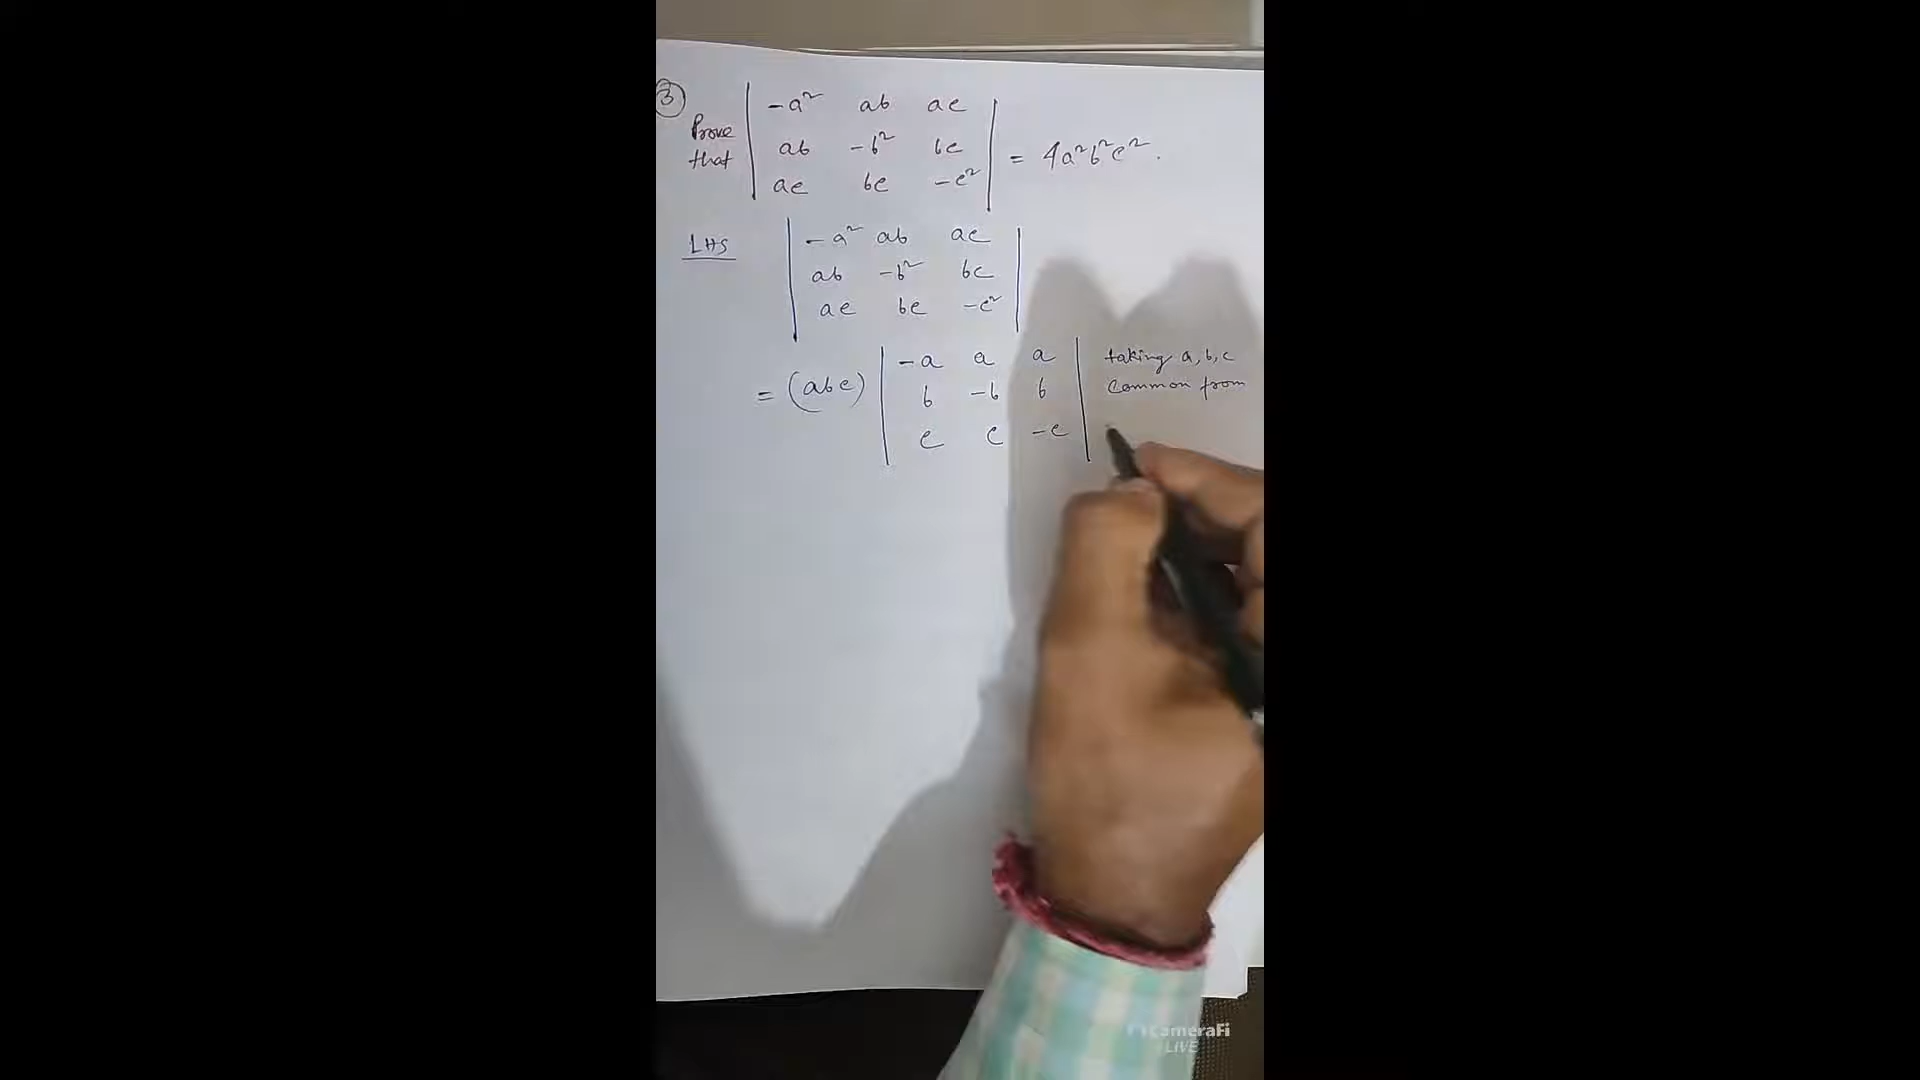 ③
Prove that | -a² ab ac |
| ab -b² bc | = 4a²b²c².
| ac bc -c² |
LHS | -a² ab ac |
| ab -b² bc |
| ac bc -c² |
= (abc) | -a a a | taking a, b, c
| b -b b | common from
| c c -c |
CameraFi
LIVE